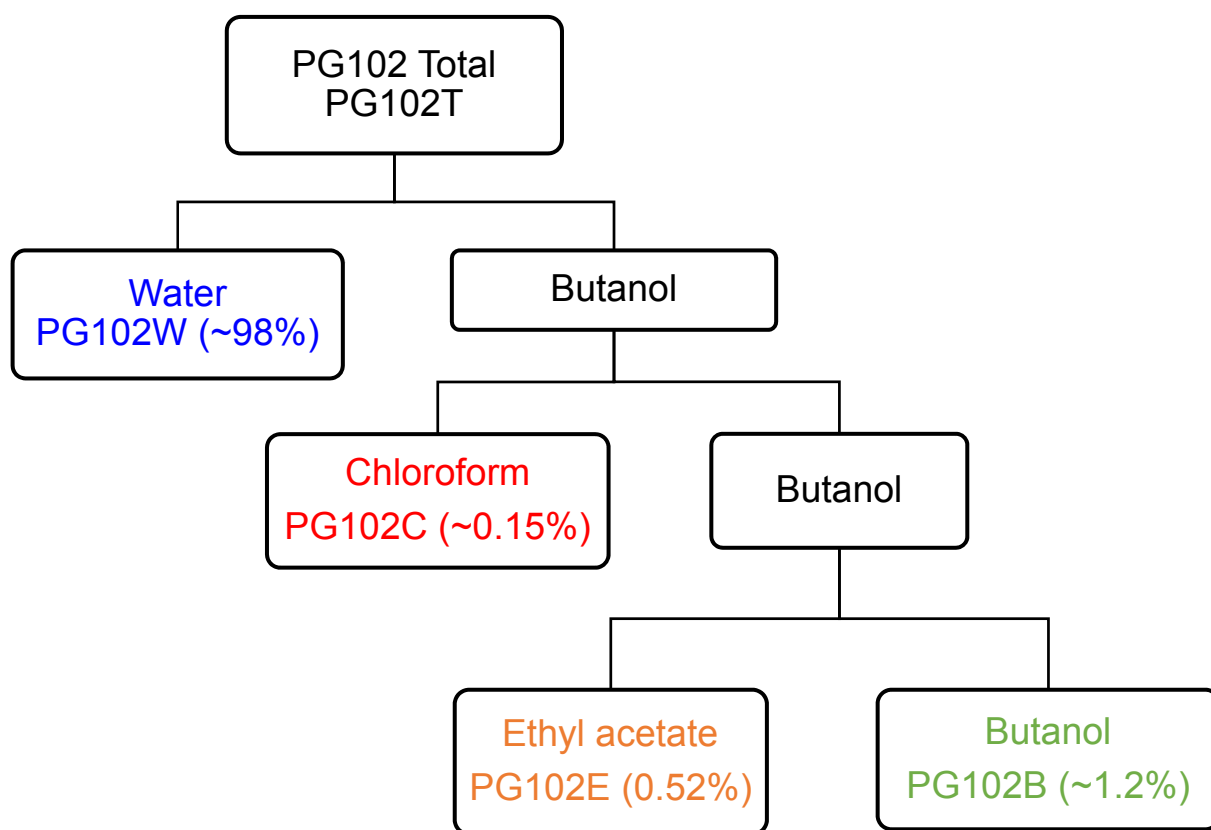 PG102 Total
PG102T
Water
PG102W (~98%)
Butanol
Chloroform
PG102C (~0.15%)
Butanol
Ethyl acetate
PG102E (0.52%)
Butanol
PG102B (~1.2%)